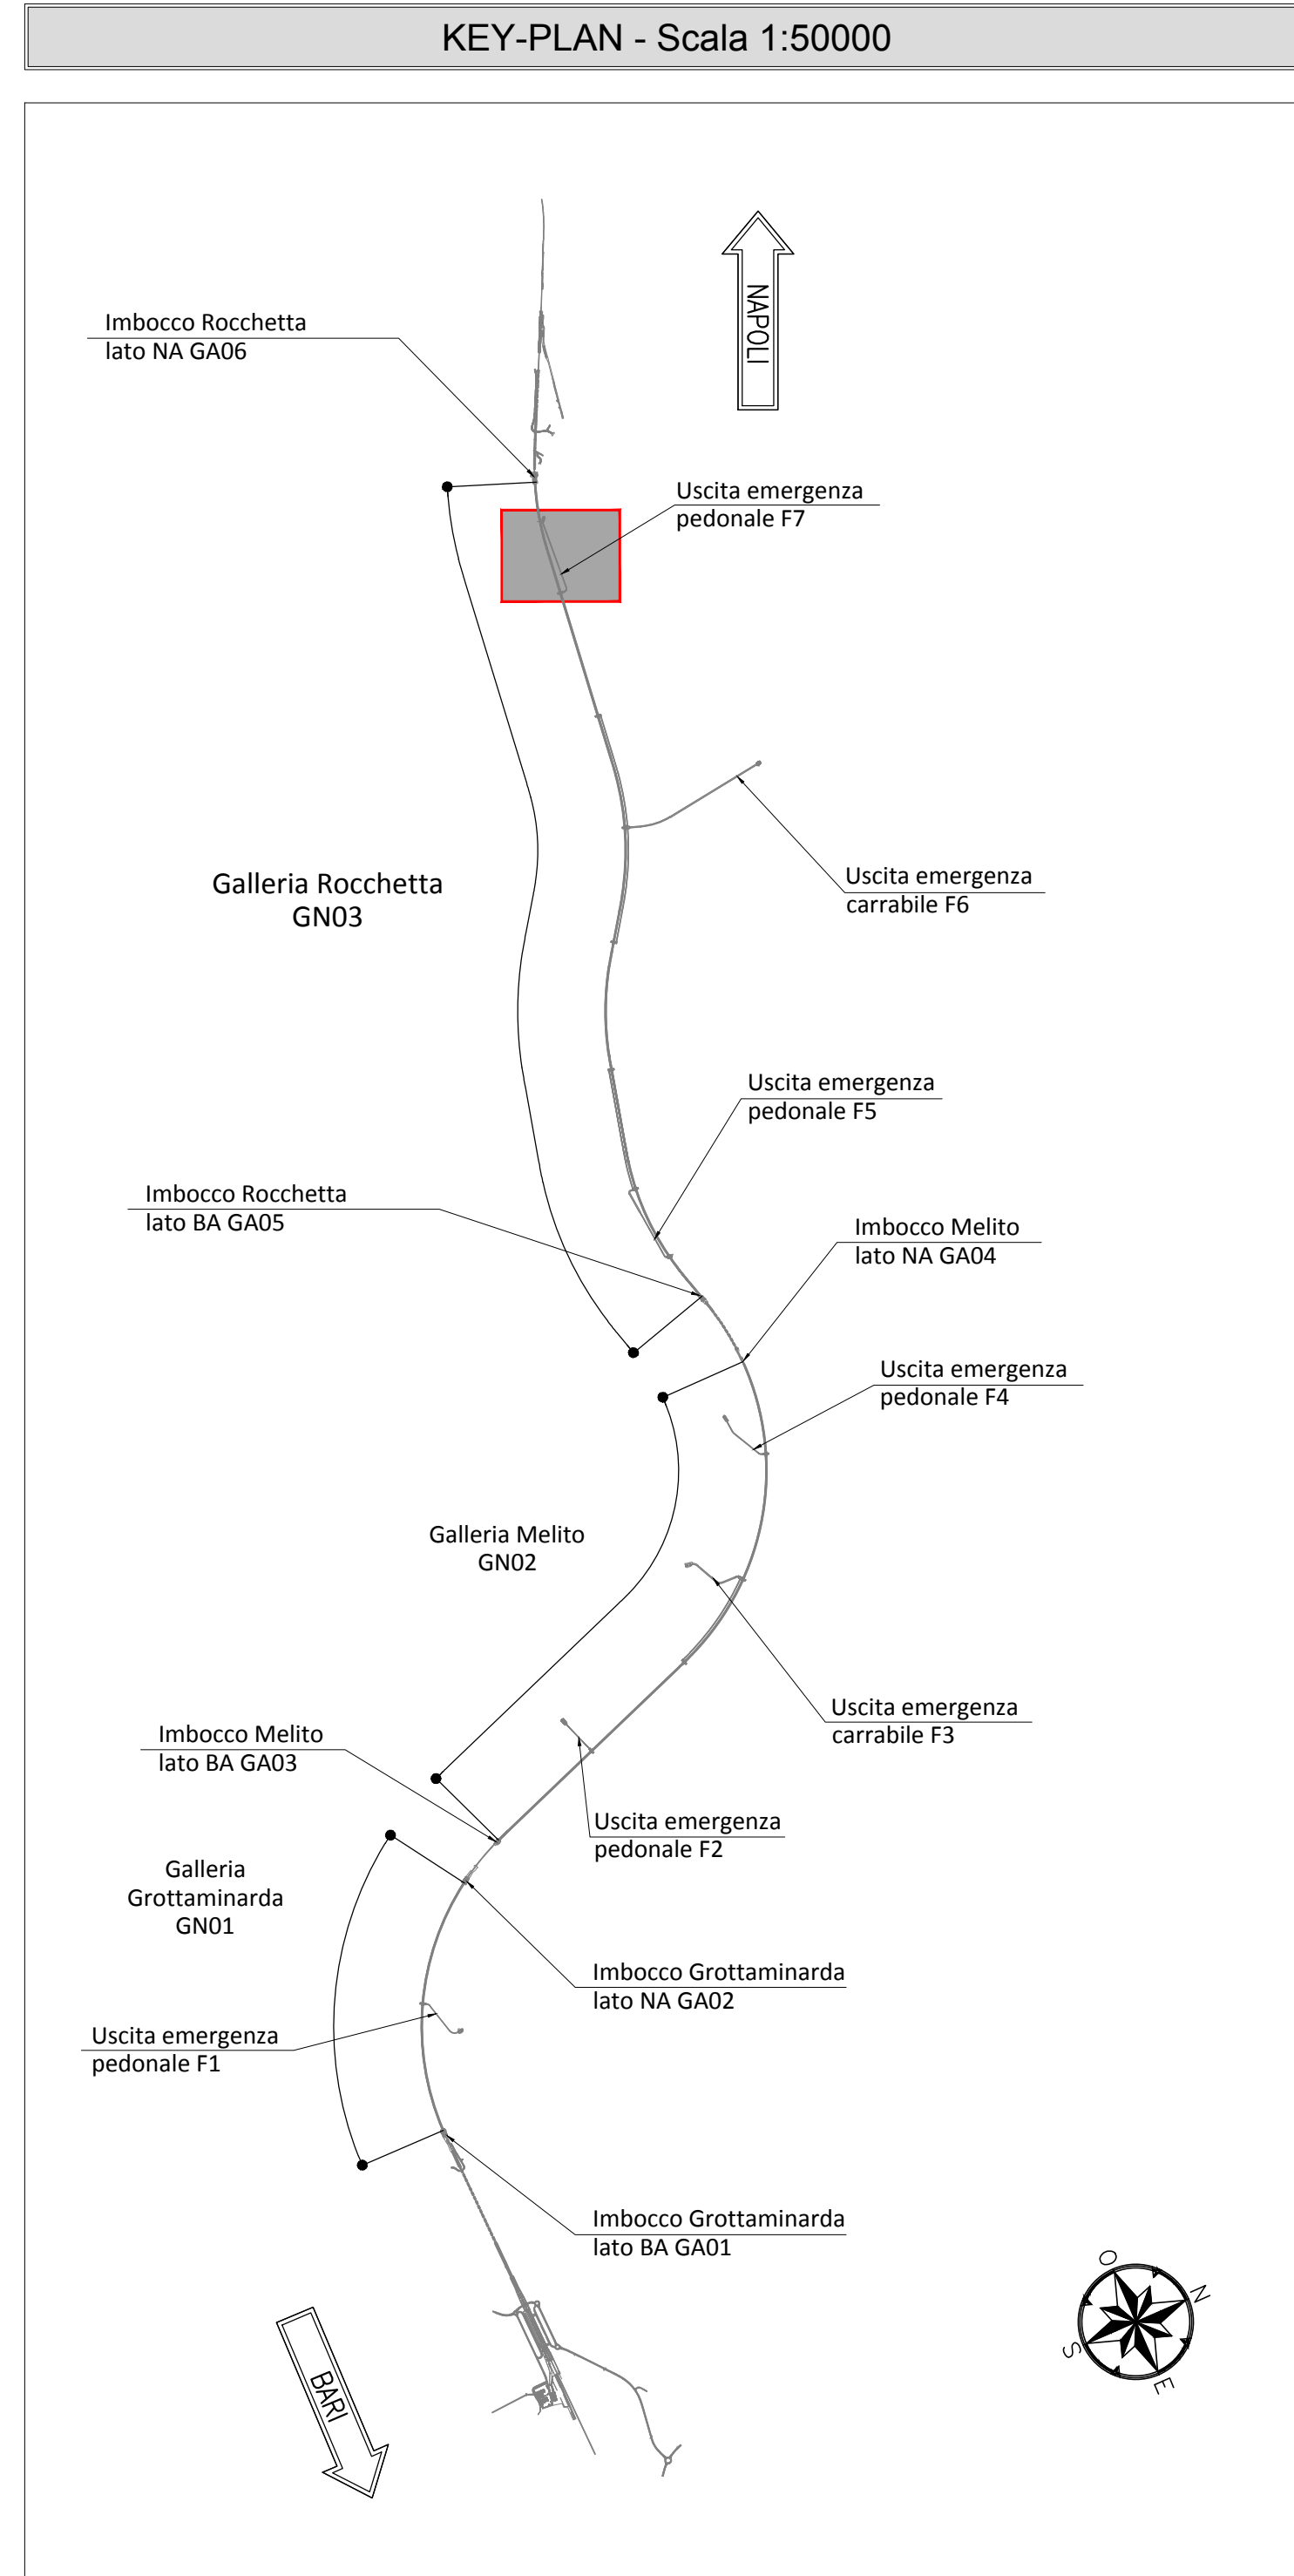 KEY-PLAN - Scala 1:50000
NAPOLI
Imbocco Rocchetta
lato NA GA06
Uscita emergenza
pedonale F7
Galleria Rocchetta
GN03
Uscita emergenza
carrabile F6
Uscita emergenza
pedonale F5
Imbocco Rocchetta
lato BA GA05
Imbocco Melito
lato NA GA04
Uscita emergenza
pedonale F4
Galleria Melito
GN02
Uscita emergenza
carrabile F3
Imbocco Melito
lato BA GA03
Uscita emergenza
pedonale F2
Galleria
Grottaminarda
GN01
Imbocco Grottaminarda
lato NA GA02
Uscita emergenza
pedonale F1
Imbocco Grottaminarda
lato BA GA01
BARI
O
N
S
E